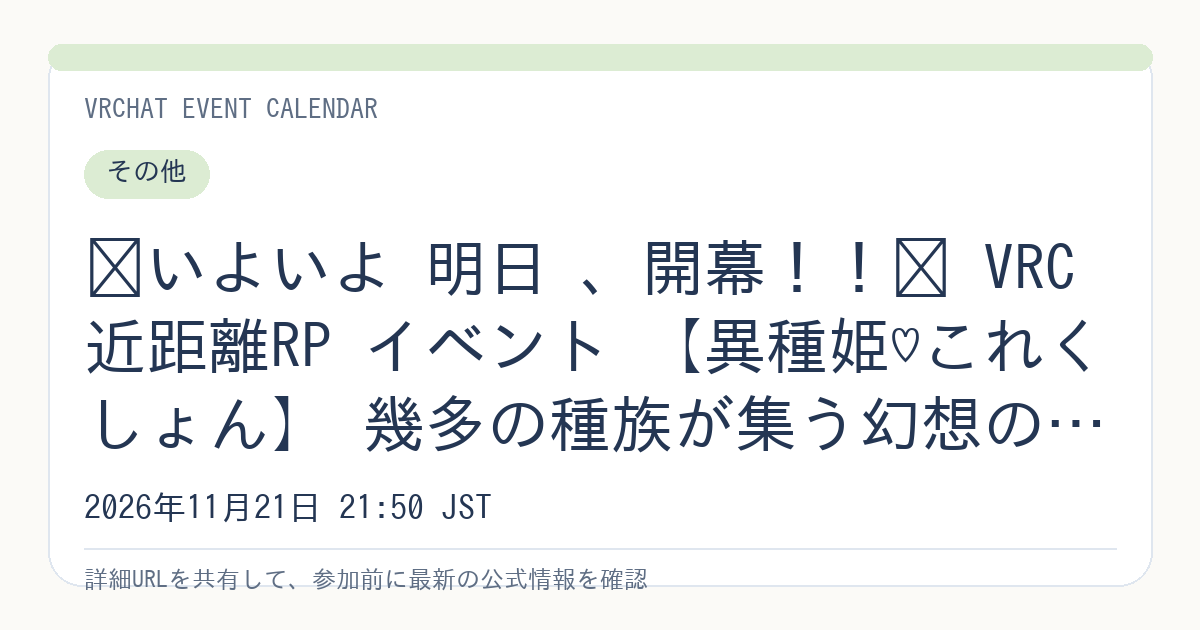 VRCHAT EVENT CALENDAR
その他
いよいよ 明日 、開幕！！ VRC
近距離RP イベント 【異種姫♡これく
しょん】 幾多の種族が集う幻想の…
2026年11月21日 21:50 JST
詳細URLを共有して、参加前に最新の公式情報を確認